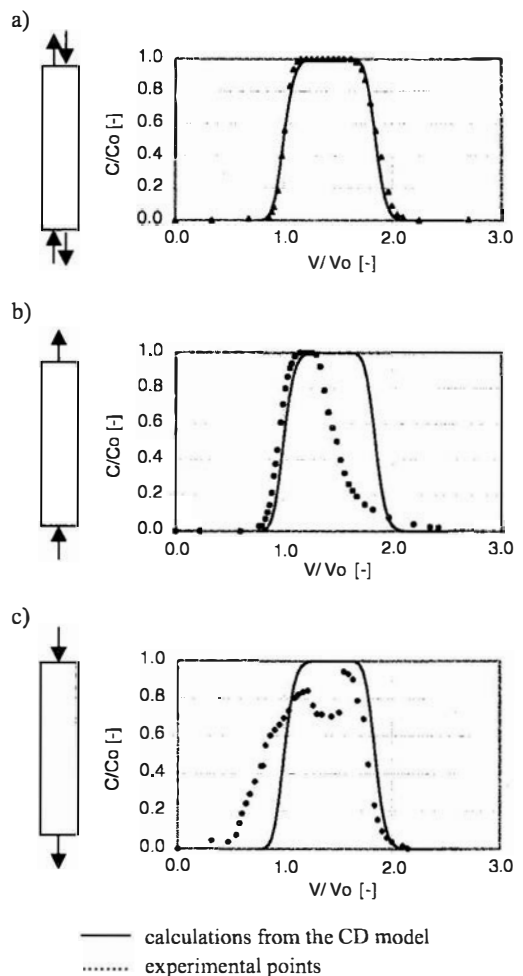 a)
1.0
0.8
0.6
0.4
0.2
0.0
C/Co [-]
0.0 1.0 2.0 3.0
V/ Vo [-]
b)
1.0
0.8
0.6
0.4
0.2
0.0
C/Co [-]
0.0 1.0 2.0 3.0
V/ Vo [-]
c)
1.0
0.8
0.6
0.4
0.2
0.0
C/Co [-]
0.0 1.0 2.0 3.0
V/ Vo [-]
calculations from the CD model
experimental points